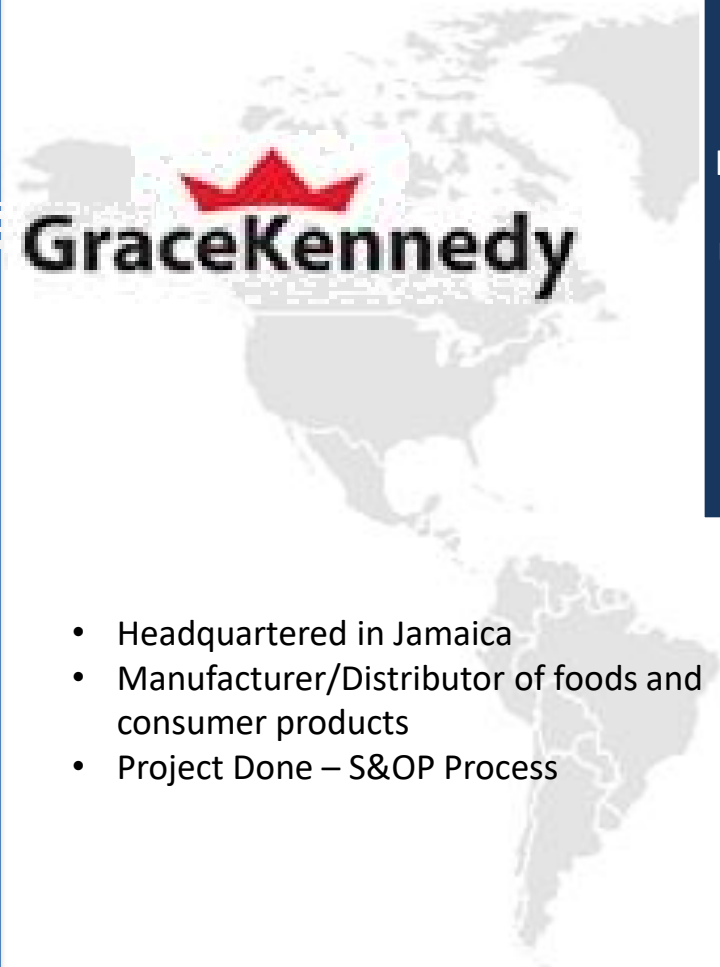 GraceKennedy
• Headquartered in Jamaica
• Manufacturer/Distributor of foods and
consumer products
• Project Done – S&OP Process